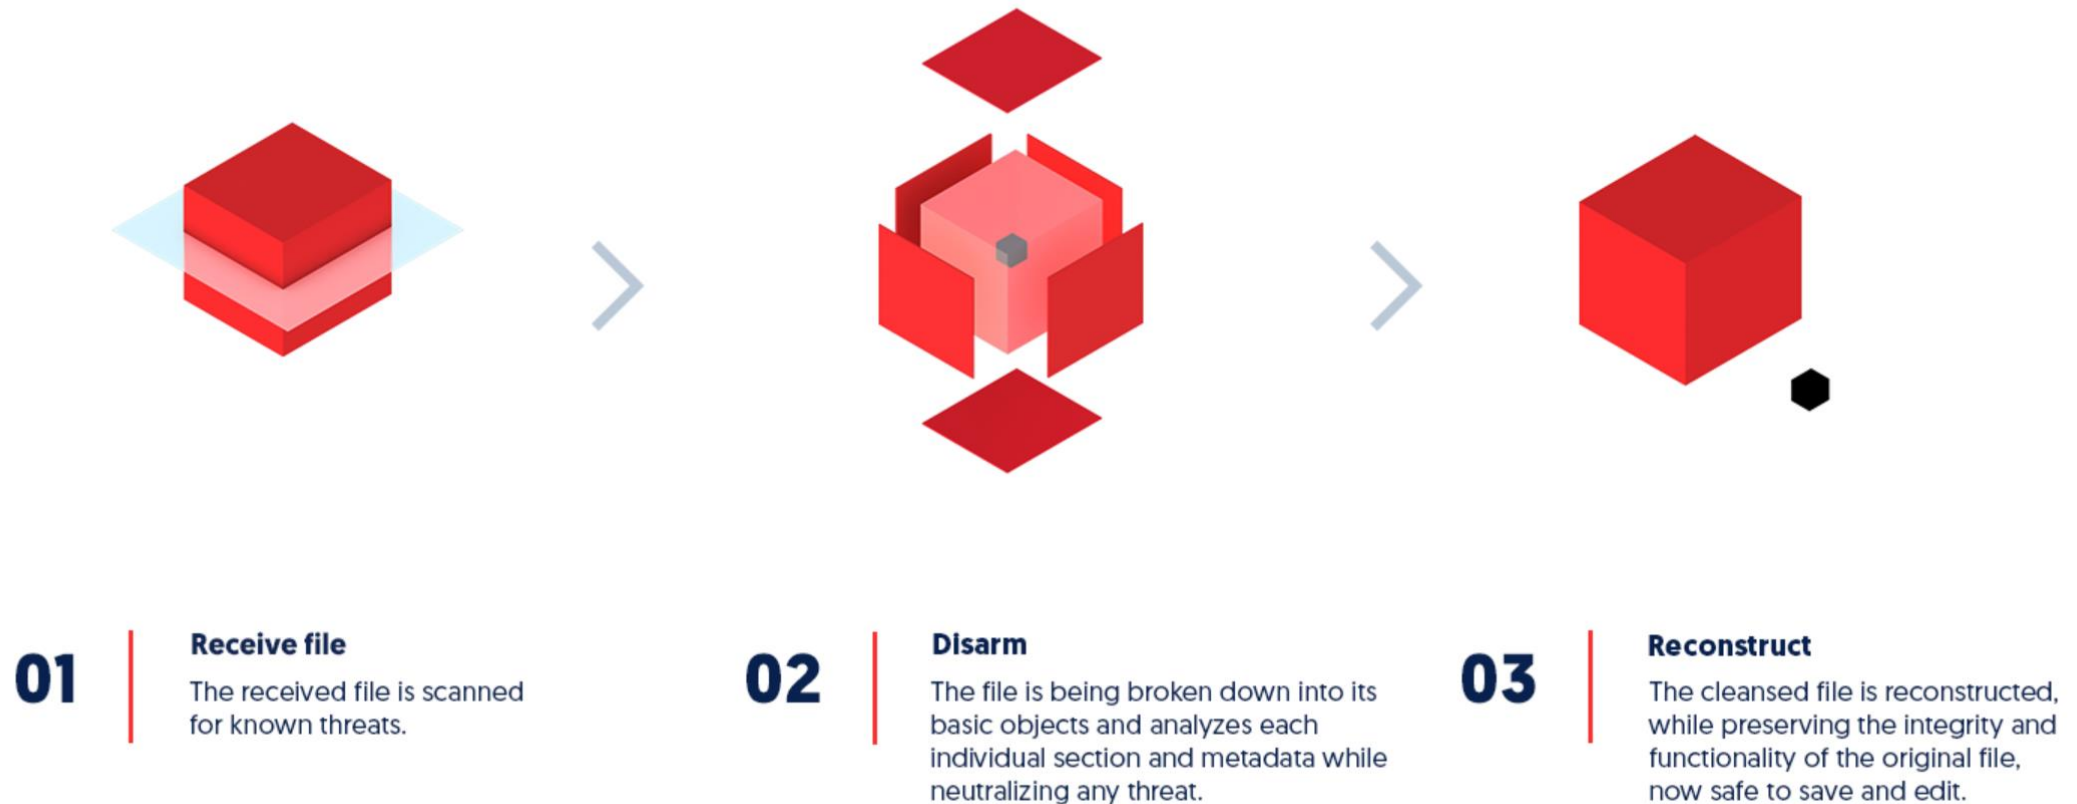 01
Receive file
The received file is scanned
for known threats.
02
Disarm
The file is being broken down into its
basic objects and analyzes each
individual section and metadata while
neutralizing any threat.
03
Reconstruct
The cleansed file is reconstructed,
while preserving the integrity and
functionality of the original file,
now safe to save and edit.